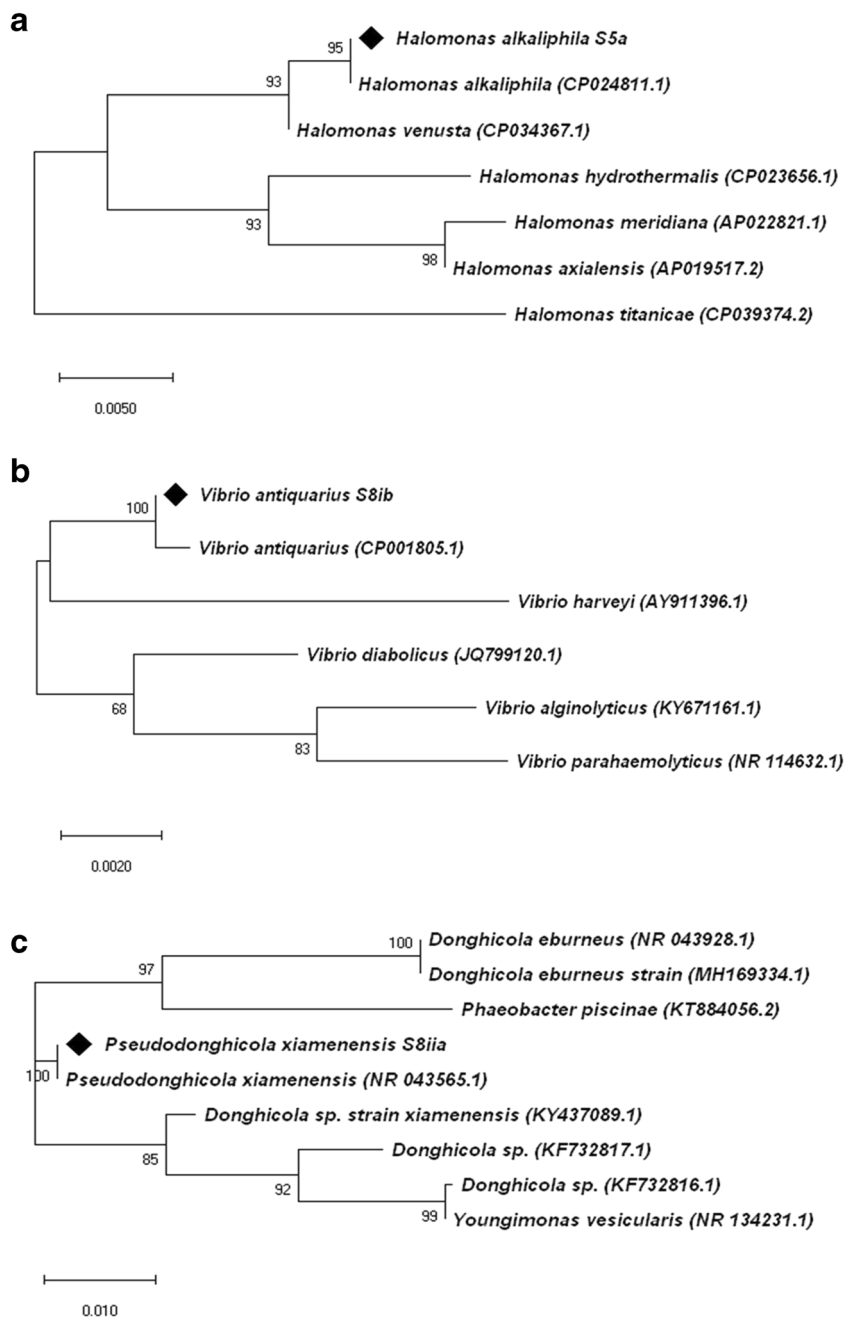 a
95
Halomonas alkaliphila S5a
93
Halomonas alkaliphila (CP024811.1)
Halomonas venusta (CP034367.1)
Halomonas hydrothermalis (CP023656.1)
93
Halomonas meridiana (AP022821.1)
98
Halomonas axialensis (AP019517.2)
Halomonas titanicae (CP039374.2)
0.0050
b
100
Vibrio antiquarius S8ib
Vibrio antiquarius (CP001805.1)
Vibrio harveyi (AY911396.1)
Vibrio diabolicus (JQ799120.1)
68
Vibrio alginolyticus (KY671161.1)
83
Vibrio parahaemolyticus (NR 114632.1)
0.0020
c
100
Donghicola eburneus (NR 043928.1)
97
Donghicola eburneus strain (MH169334.1)
Phaeobacter piscinae (KT884056.2)
Pseudodonghicola xiamenensis S8iia
100
Pseudodonghicola xiamenensis (NR 043565.1)
Donghicola sp. strain xiamenensis (KY437089.1)
85
Donghicola sp. (KF732817.1)
92
Donghicola sp. (KF732816.1)
99
Youngimonas vesicularis (NR 134231.1)
0.010